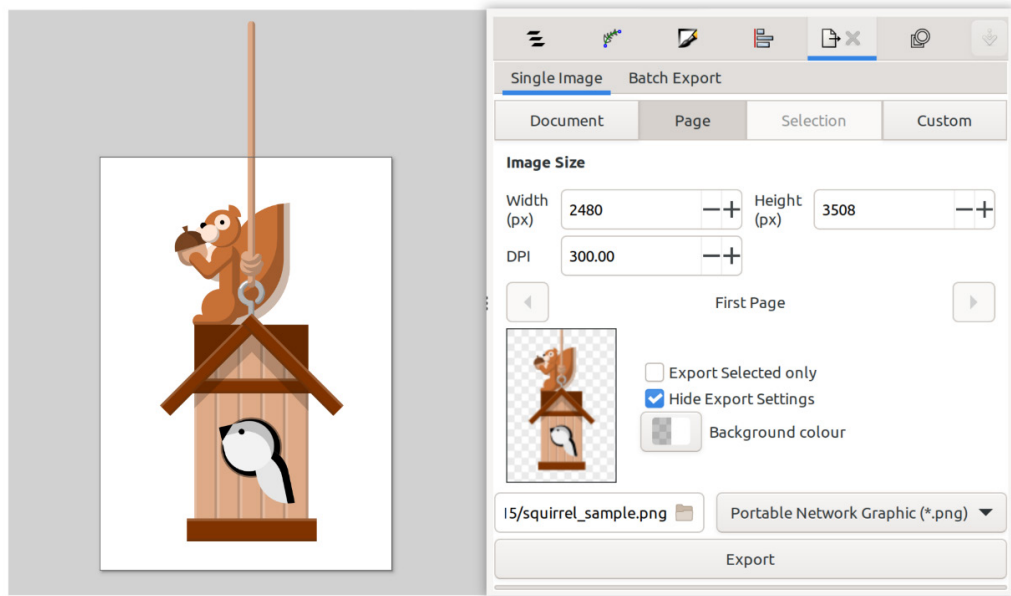 Single Image Batch Export
Document Page Selection Custom
Image Size
Width (px) 2480 Height (px) 3508
DPI 300.00
First Page
Export Selected only
Hide Export Settings
Background colour
5/squirrel_sample.png Portable Network Graphic (*.png)
Export